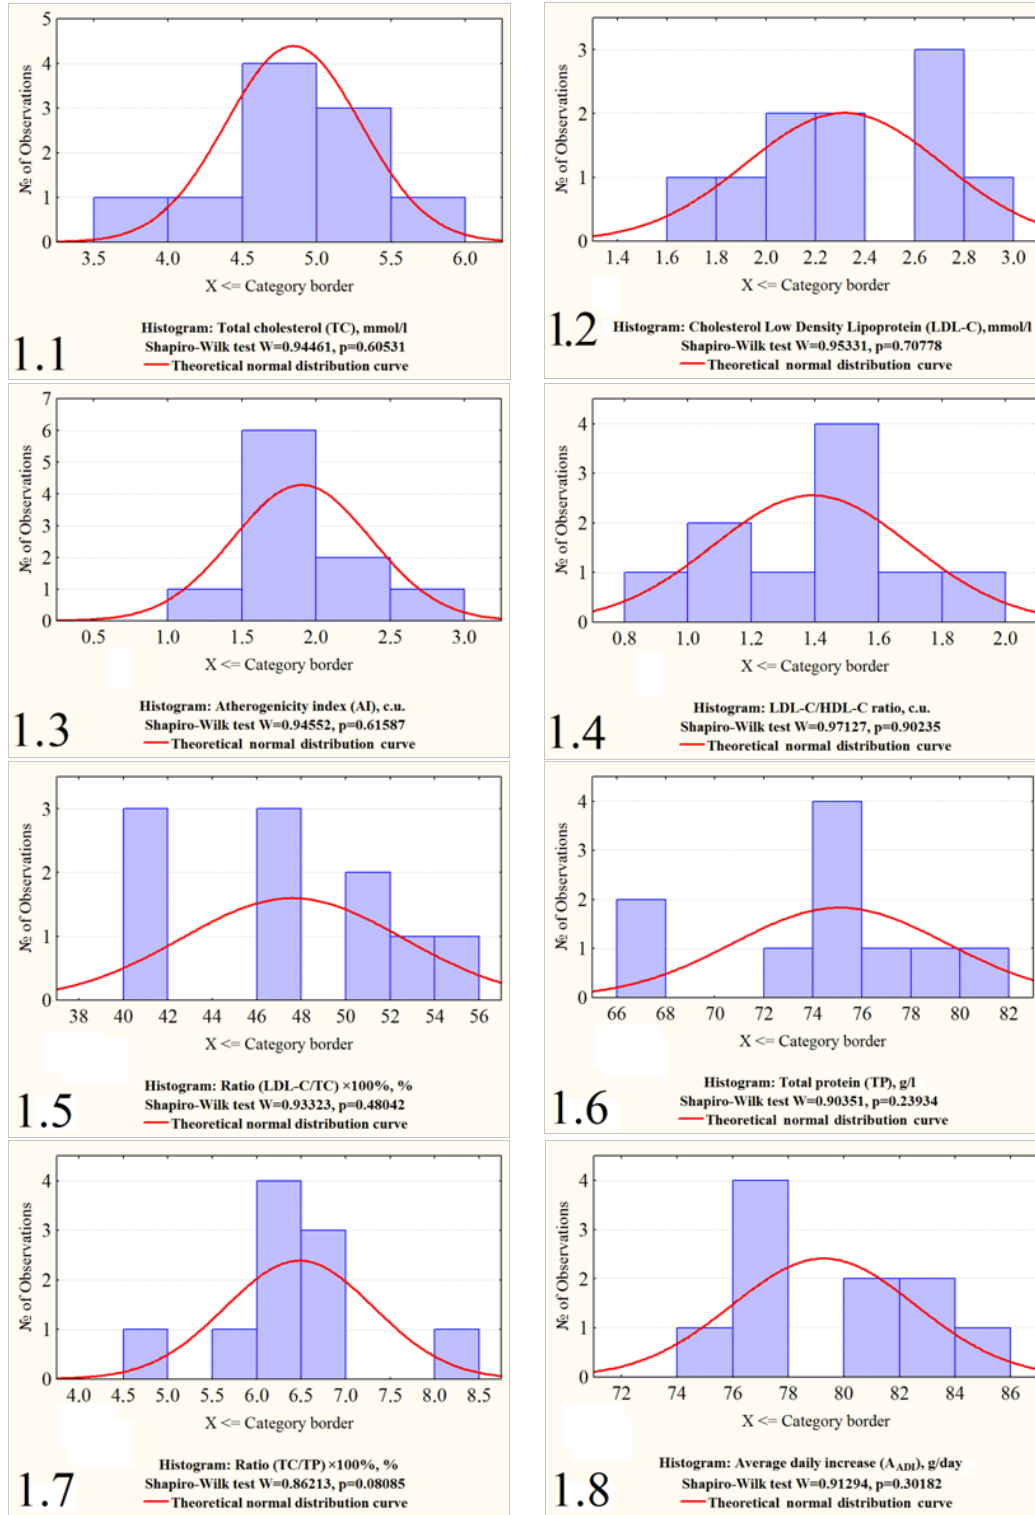 5
4
3
2
1
0
№ of Observations
3.5 4.0 4.5 5.0 5.5 6.0
X <= Category border
1.1
Histogram: Total cholesterol (TC), mmol/l
Shapiro-Wilk test W=0.94461, p=0.60531
Theoretical normal distribution curve
3
2
1
0
№ of Observations
1.4 1.6 1.8 2.0 2.2 2.4 2.6 2.8 3.0
X <= Category border
1.2
Histogram: Cholesterol Low Density Lipoprotein (LDL-C), mmol/l
Shapiro-Wilk test W=0.95331, p=0.70778
Theoretical normal distribution curve
7
6
5
4
3
2
1
0
№ of Observations
0.5 1.0 1.5 2.0 2.5 3.0
X <= Category border
1.3
Histogram: Atherogenicity index (AI), c.u.
Shapiro-Wilk test W=0.94552, p=0.61587
Theoretical normal distribution curve
4
3
2
1
0
№ of Observations
0.8 1.0 1.2 1.4 1.6 1.8 2.0
X <= Category border
1.4
Histogram: LDL-C/HDL-C ratio, c.u.
Shapiro-Wilk test W=0.97127, p=0.90235
Theoretical normal distribution curve
3
2
1
0
№ of Observations
38 40 42 44 46 48 50 52 54 56
X <= Category border
1.5
Histogram: Ratio (LDL-C/TC) ×100%, %
Shapiro-Wilk test W=0.93323, p=0.48042
Theoretical normal distribution curve
4
3
2
1
0
№ of Observations
66 68 70 72 74 76 78 80 82
X <= Category border
1.6
Histogram: Total protein (TP), g/l
Shapiro-Wilk test W=0.90351, p=0.23934
Theoretical normal distribution curve
4
3
2
1
0
№ of Observations
4.0 4.5 5.0 5.5 6.0 6.5 7.0 7.5 8.0 8.5
X <= Category border
1.7
Histogram: Ratio (TC/TP) ×100%, %
Shapiro-Wilk test W=0.86213, p=0.08085
Theoretical normal distribution curve
4
3
2
1
0
№ of Observations
72 74 76 78 80 82 84 86
X <= Category border
1.8
Histogram: Average daily increase (A_ADI), g/day
Shapiro-Wilk test W=0.91294, p=0.30182
Theoretical normal distribution curve